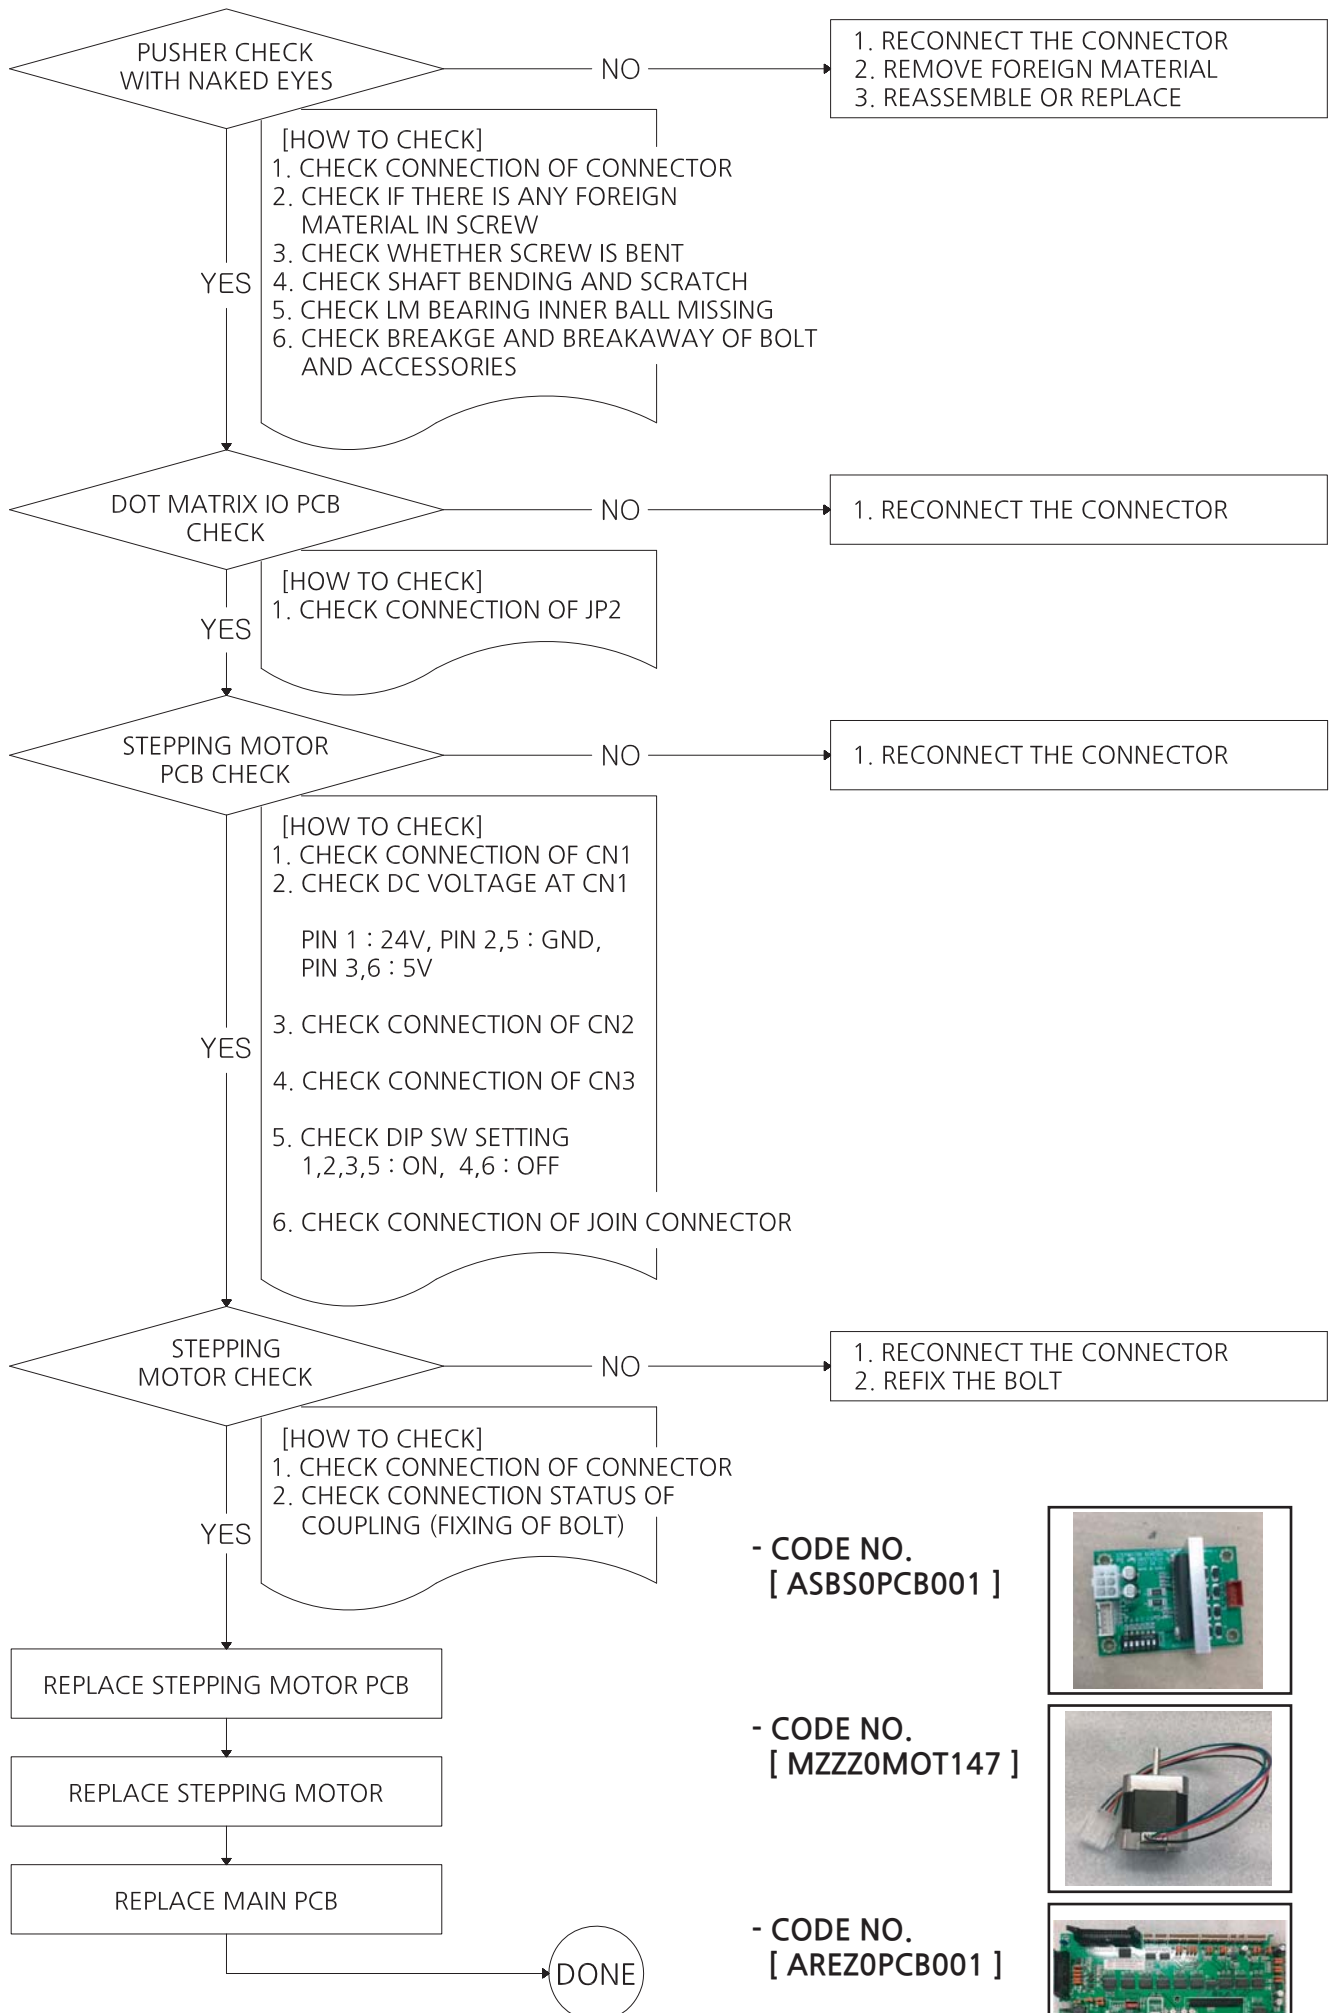 PUSHER CHECK
WITH NAKED EYES
NO
1. RECONNECT THE CONNECTOR
2. REMOVE FOREIGN MATERIAL
3. REASSEMBLE OR REPLACE
[HOW TO CHECK]
1. CHECK CONNECTION OF CONNECTOR
2. CHECK IF THERE IS ANY FOREIGN
MATERIAL IN SCREW
3. CHECK WHETHER SCREW IS BENT
4. CHECK SHAFT BENDING AND SCRATCH
5. CHECK LM BEARING INNER BALL MISSING
6. CHECK BREAKGE AND BREAKAWAY OF BOLT
AND ACCESSORIES
YES
DOT MATRIX IO PCB
CHECK
NO
1. RECONNECT THE CONNECTOR
[HOW TO CHECK]
1. CHECK CONNECTION OF JP2
YES
STEPPING MOTOR
PCB CHECK
NO
1. RECONNECT THE CONNECTOR
[HOW TO CHECK]
1. CHECK CONNECTION OF CN1
2. CHECK DC VOLTAGE AT CN1
PIN 1 : 24V, PIN 2,5 : GND,
PIN 3,6 : 5V
3. CHECK CONNECTION OF CN2
4. CHECK CONNECTION OF CN3
5. CHECK DIP SW SETTING
1,2,3,5 : ON, 4,6 : OFF
6. CHECK CONNECTION OF JOIN CONNECTOR
YES
STEPPING
MOTOR CHECK
NO
1. RECONNECT THE CONNECTOR
2. REFIX THE BOLT
[HOW TO CHECK]
1. CHECK CONNECTION OF CONNECTOR
2. CHECK CONNECTION STATUS OF
COUPLING (FIXING OF BOLT)
YES
- CODE NO.
[ ASBS0PCB001 ]
REPLACE STEPPING MOTOR PCB
- CODE NO.
[ MZZZ0MOT147 ]
REPLACE STEPPING MOTOR
REPLACE MAIN PCB
- CODE NO.
[ AREZ0PCB001 ]
DONE